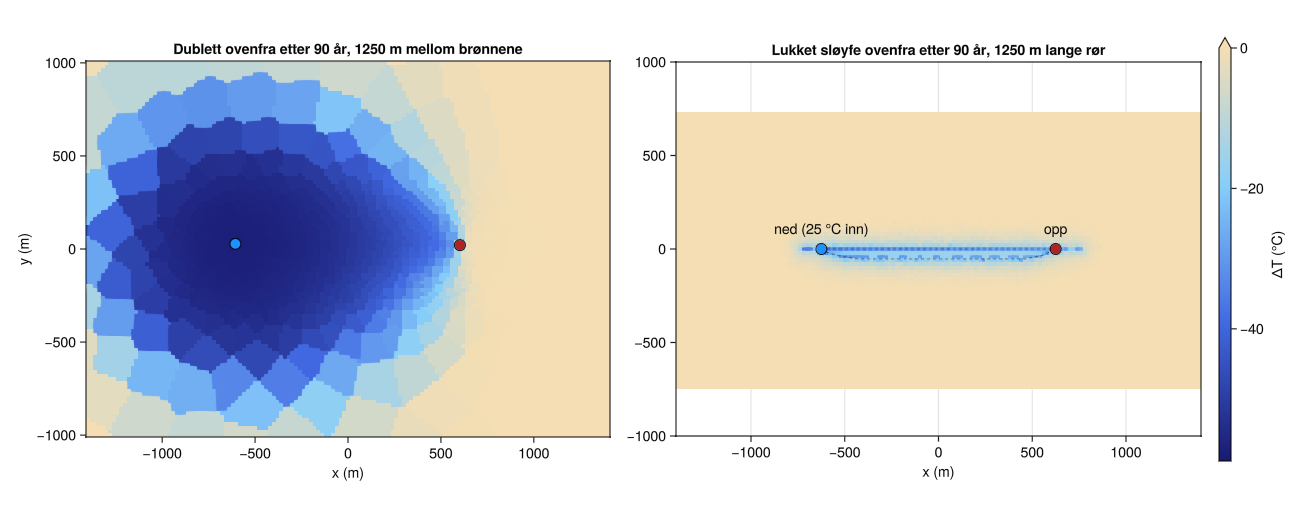 Dublett ovenfra etter 90 år, 1250 m mellom brønnene
1000
500
0
−500
−1000
y (m)
−1000
−500
0
500
1000
x (m)
Lukket sløyfe ovenfra etter 90 år, 1250 m lange rør
1000
500
0
−500
−1000
ned (25 °C inn)
opp
−1000
−500
0
500
1000
x (m)
0
−20
−40
ΔT (°C)